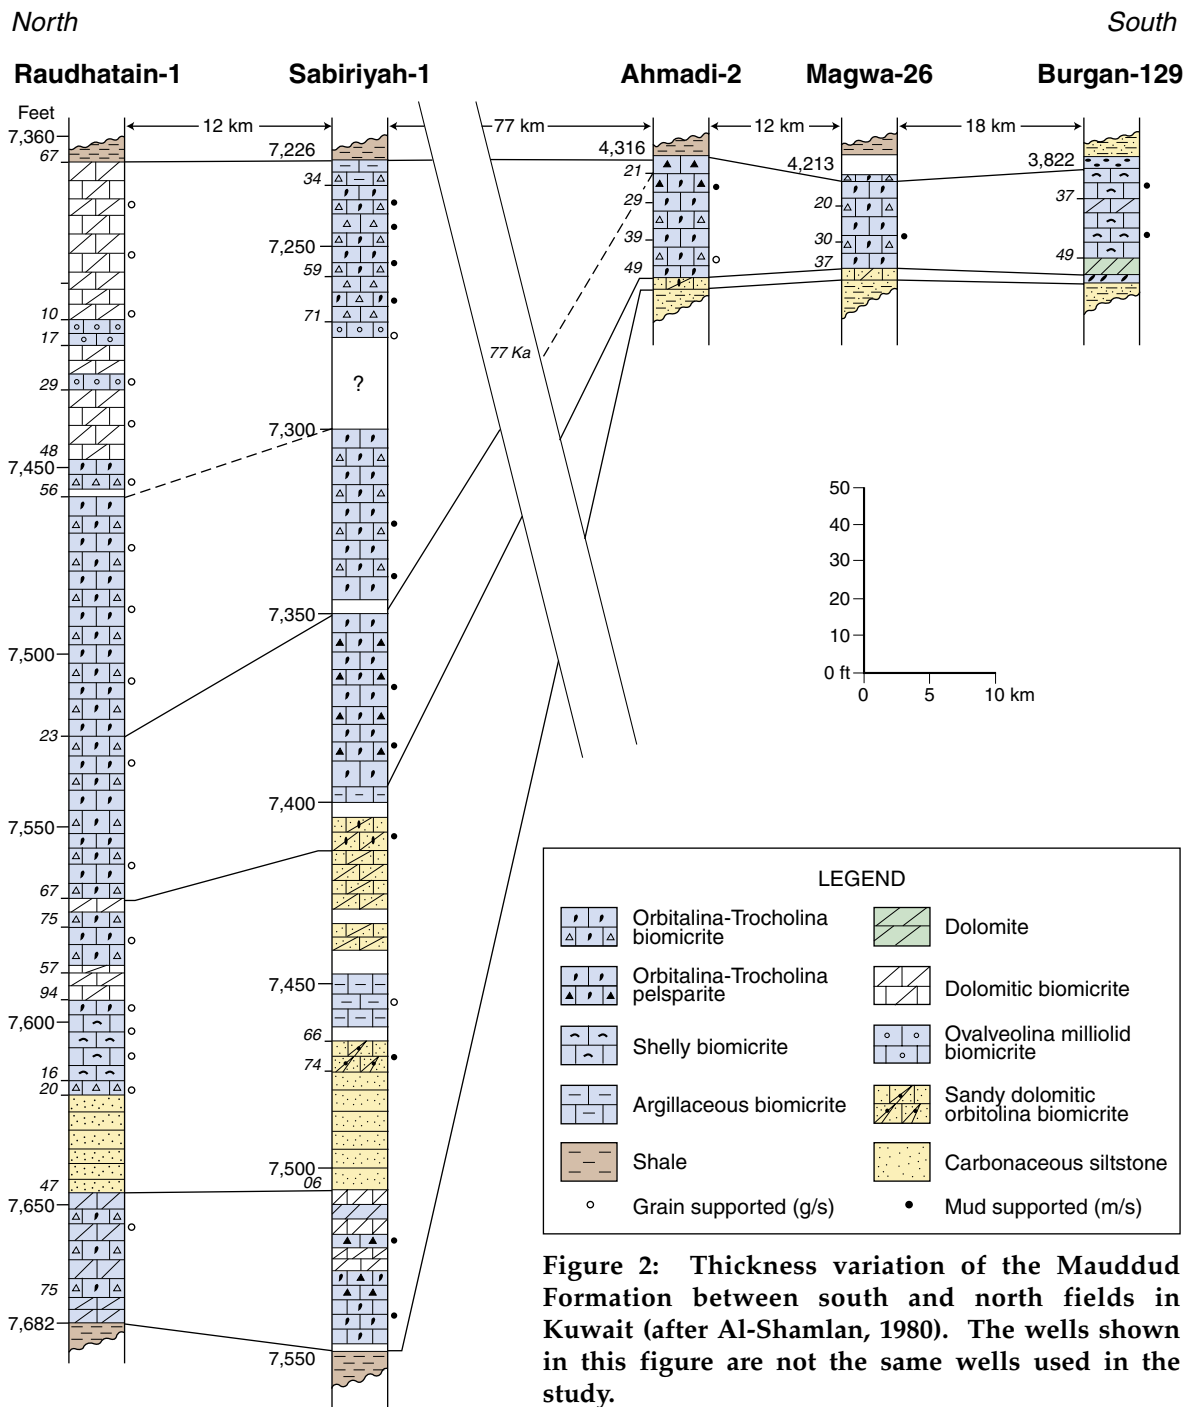 North
South
Raudhatain-1
Sabiriyah-1
Ahmadi-2
Magwa-26
Burgan-129
Feet
12 km
77 km
12 km
18 km
7,360
67
10
17
29
48
7,450
56
7,500
23
7,550
67
75
57
94
7,600
16
20
47
7,650
75
7,682
7,226
34
7,250
59
71
?
7,300
7,350
7,400
7,450
66
74
7,500
06
7,550
77 Ka
4,316
21
29
39
49
4,213
20
30
37
3,822
37
49
50
40
30
20
10
0 ft
0
5
10 km
LEGEND
Orbitalina-Trocholina
biomicrite
Orbitalina-Trocholina
pelsparite
Shelly biomicrite
Argillaceous biomicrite
Shale
Grain supported (g/s)
Dolomite
Dolomitic biomicrite
Ovalveolina milliolid
biomicrite
Sandy dolomitic
orbitolina biomicrite
Carbonaceous siltstone
Mud supported (m/s)
Figure 2: Thickness variation of the Mauddud
Formation between south and north fields in
Kuwait (after Al-Shamlan, 1980). The wells shown
in this figure are not the same wells used in the
study.